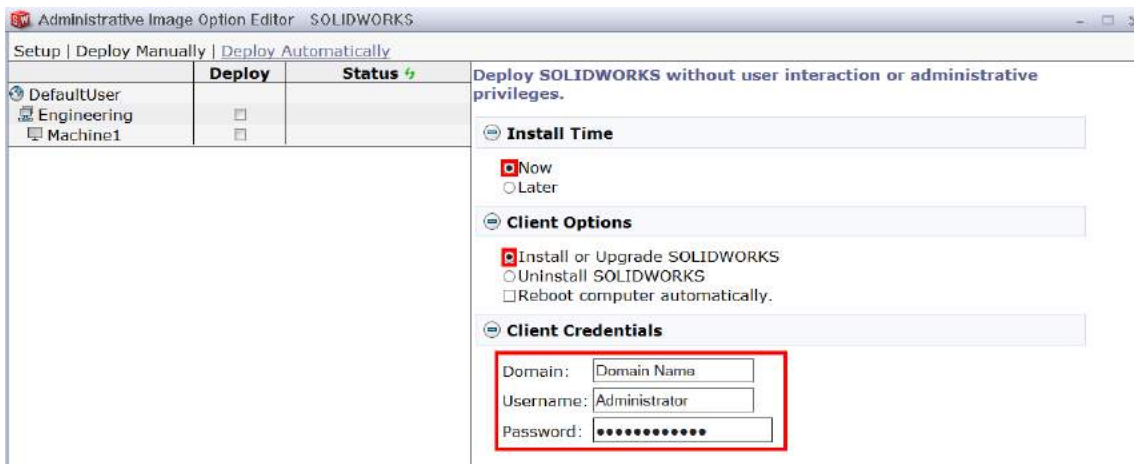 Administrative Image Option Editor SOLIDWORKS
Setup | Deploy Manually | Deploy Automatically
Deploy Status
DefaultUser
Engineering
Machine1
Deploy SOLIDWORKS without user interaction or administrative
privileges.
Install Time
Now
Later
Client Options
Install or Upgrade SOLIDWORKS
Uninstall SOLIDWORKS
Reboot computer automatically.
Client Credentials
Domain: Domain Name
Username: Administrator
Password: ●●●●●●●●●●●●